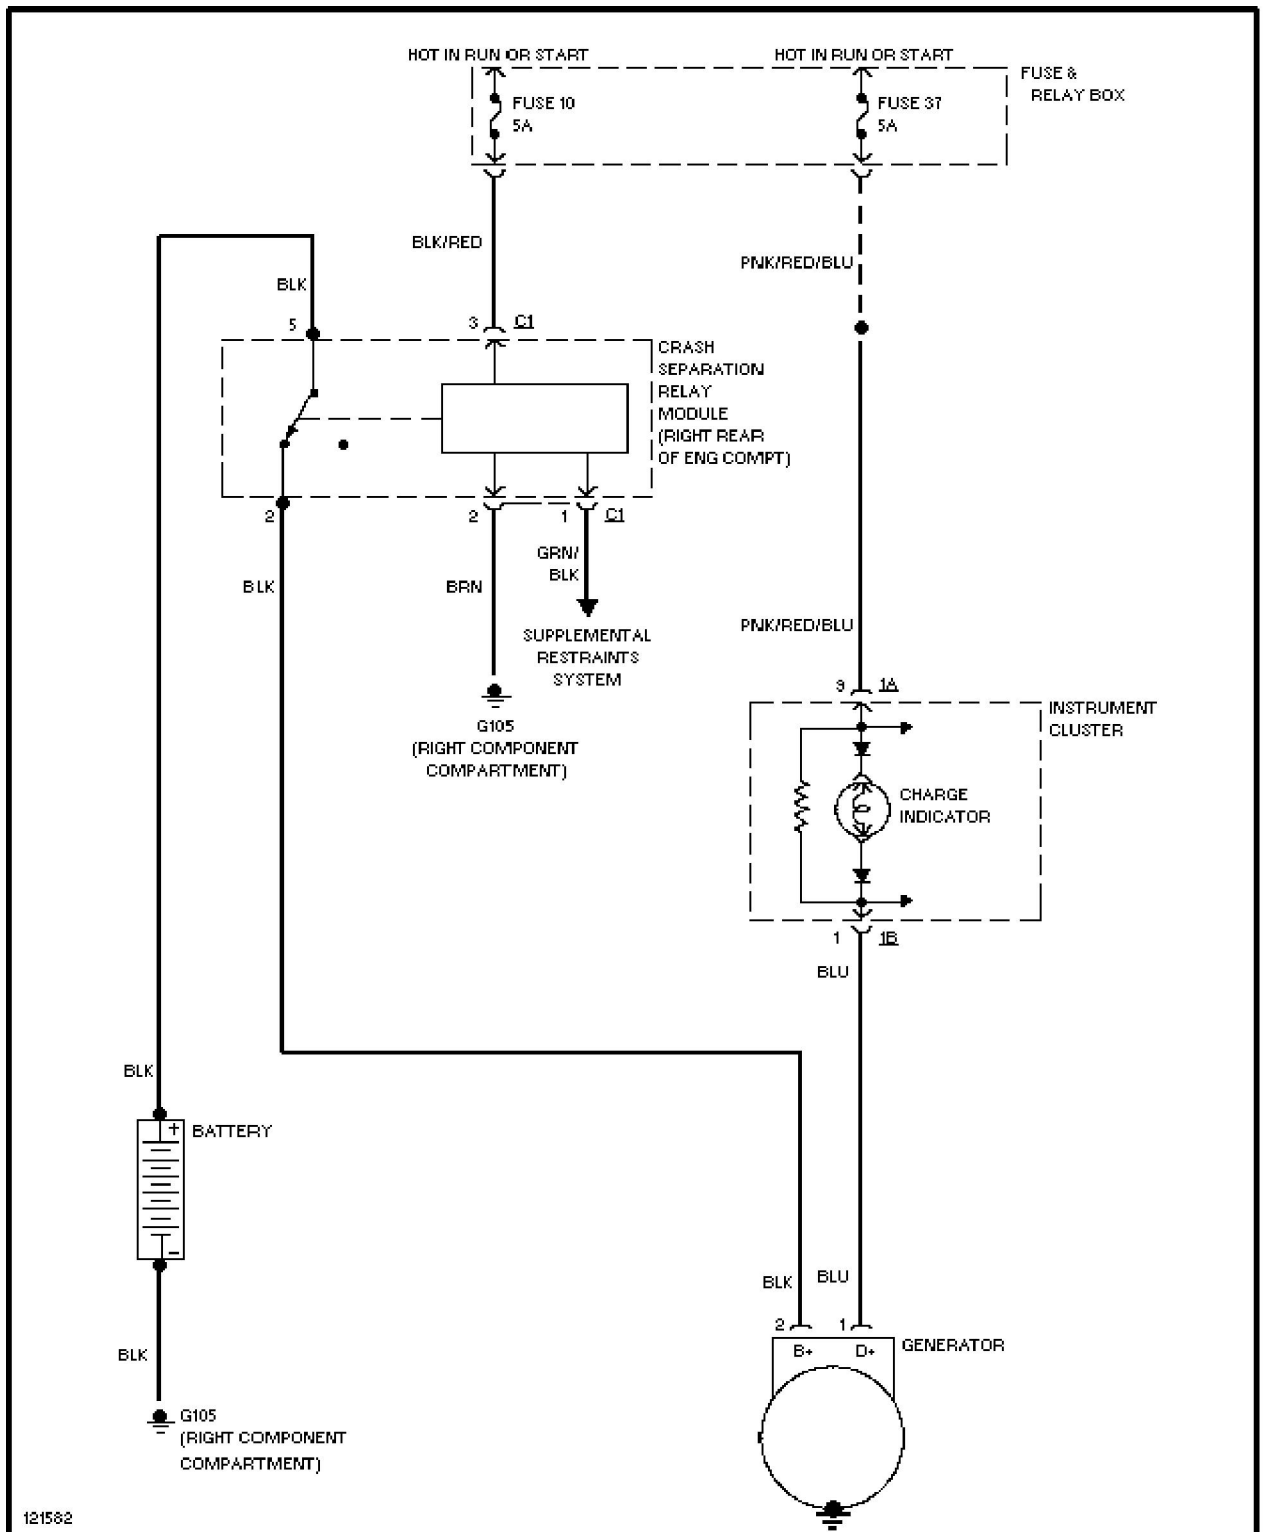 HOT IN RUN OR START
HOT IN RUN OR START
FUSE &
RELAY BOX
FUSE 10
5A
FUSE 37
5A
BLK/RED
PNK/RED/BLU
BLK
5
3 C1
CRASH
SEPARATION
RELAY
MODULE
(RIGHT REAR
OF ENG COMPT)
2
2
1 C1
GRN/
BLK
BLK
BRN
SUPPLEMENTAL
RESTRAINTS
SYSTEM
PNK/RED/BLU
9 1A
G105
(RIGHT COMPONENT
COMPARTMENT)
INSTRUMENT
CLUSTER
CHARGE
INDICATOR
1 1B
BLU
BLK
+
BATTERY
-
BLK
BLU
2
1
B+
D+
GENERATOR
BLK
G105
(RIGHT COMPONENT
COMPARTMENT)
121582